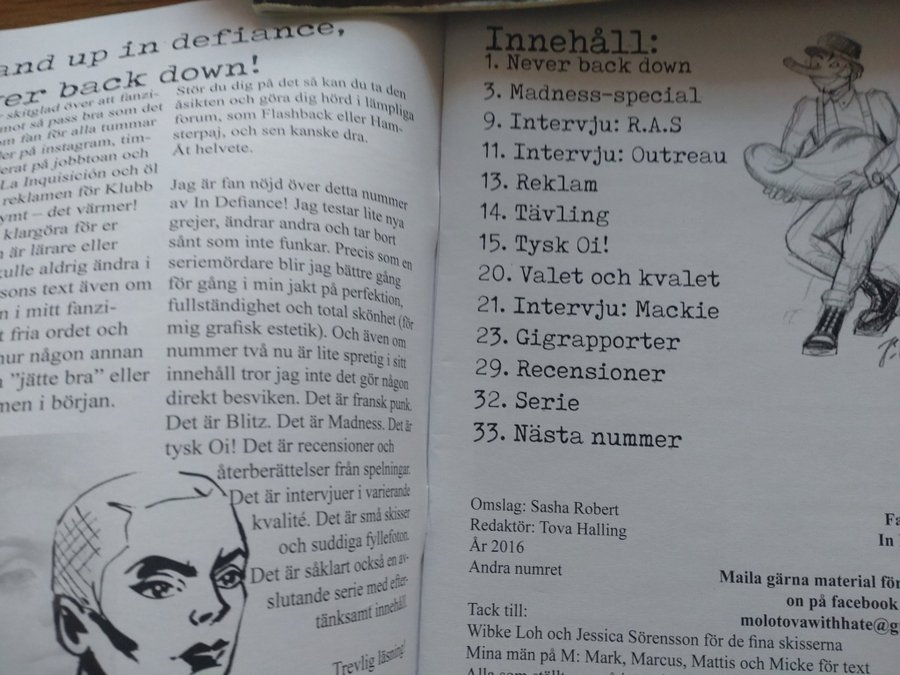 and up in defiance,
er back down!
skitglad över att fanzi-
mot så pass bra som det
m fan för alla tummar
er på instagram, tim-
erat på jobbtoan och
La Inquisición och öl
reklamen för Klubb
ymt – det värmer!
klargöra för er
n är lärare eller
kulle aldrig ändra i
sons text även om
n i mitt fanzi-
t fria ordet och
hur någon annan
"jätte bra" eller
men i början.
Stör du dig på det så kan du ta den
åsikten och göra dig hörd i lämpliga
forum, som Flashback eller Ham-
sterpaj, och sen kanske dra.
Åt helvete.
Jag är fan nöjd över detta nummer
av In Defiance! Jag testar lite nya
grejer, ändrar andra och tar bort
sånt som inte funkar. Precis som en
seriemördare blir jag bättre gång
för gång i min jakt på perfektion,
fullständighet och total skönhet (för
mig grafisk estetik). Och även om
nummer två nu är lite spretig i sitt
innehåll tror jag inte det gör någon
direkt besviken. Det är fransk punk.
Det är Blitz. Det är Madness. Det är
tysk Oi! Det är recensioner och
återberättelser från spelningar.
Det är intervjuer i varierande
kvalité. Det är små skisser
och suddiga fyllefoton.
Det är såklart också en av-
slutande serie med efter-
tänksamt innehåll.
Trevlig läsning!
Innehåll:
1. Never back down
3. Madness-special
9. Intervju: R.A.S
11. Intervju: Outreau
13. Reklam
14. Tävling
15. Tysk Oi!
20. Valet och kvalet
21. Intervju: Mackie
23. Gigrapporter
29. Recensioner
32. Serie
33. Nästa nummer
Omslag: Sasha Robert
Redaktör: Tova Halling
År 2016
Andra numret
Fa
In
Maila gärna material för
on på facebook
molotovawithhate@g
Tack till:
Wibke Loh och Jessica Sörensson för de fina skisserna
Mina män på M: Mark, Marcus, Mattis och Micke för text